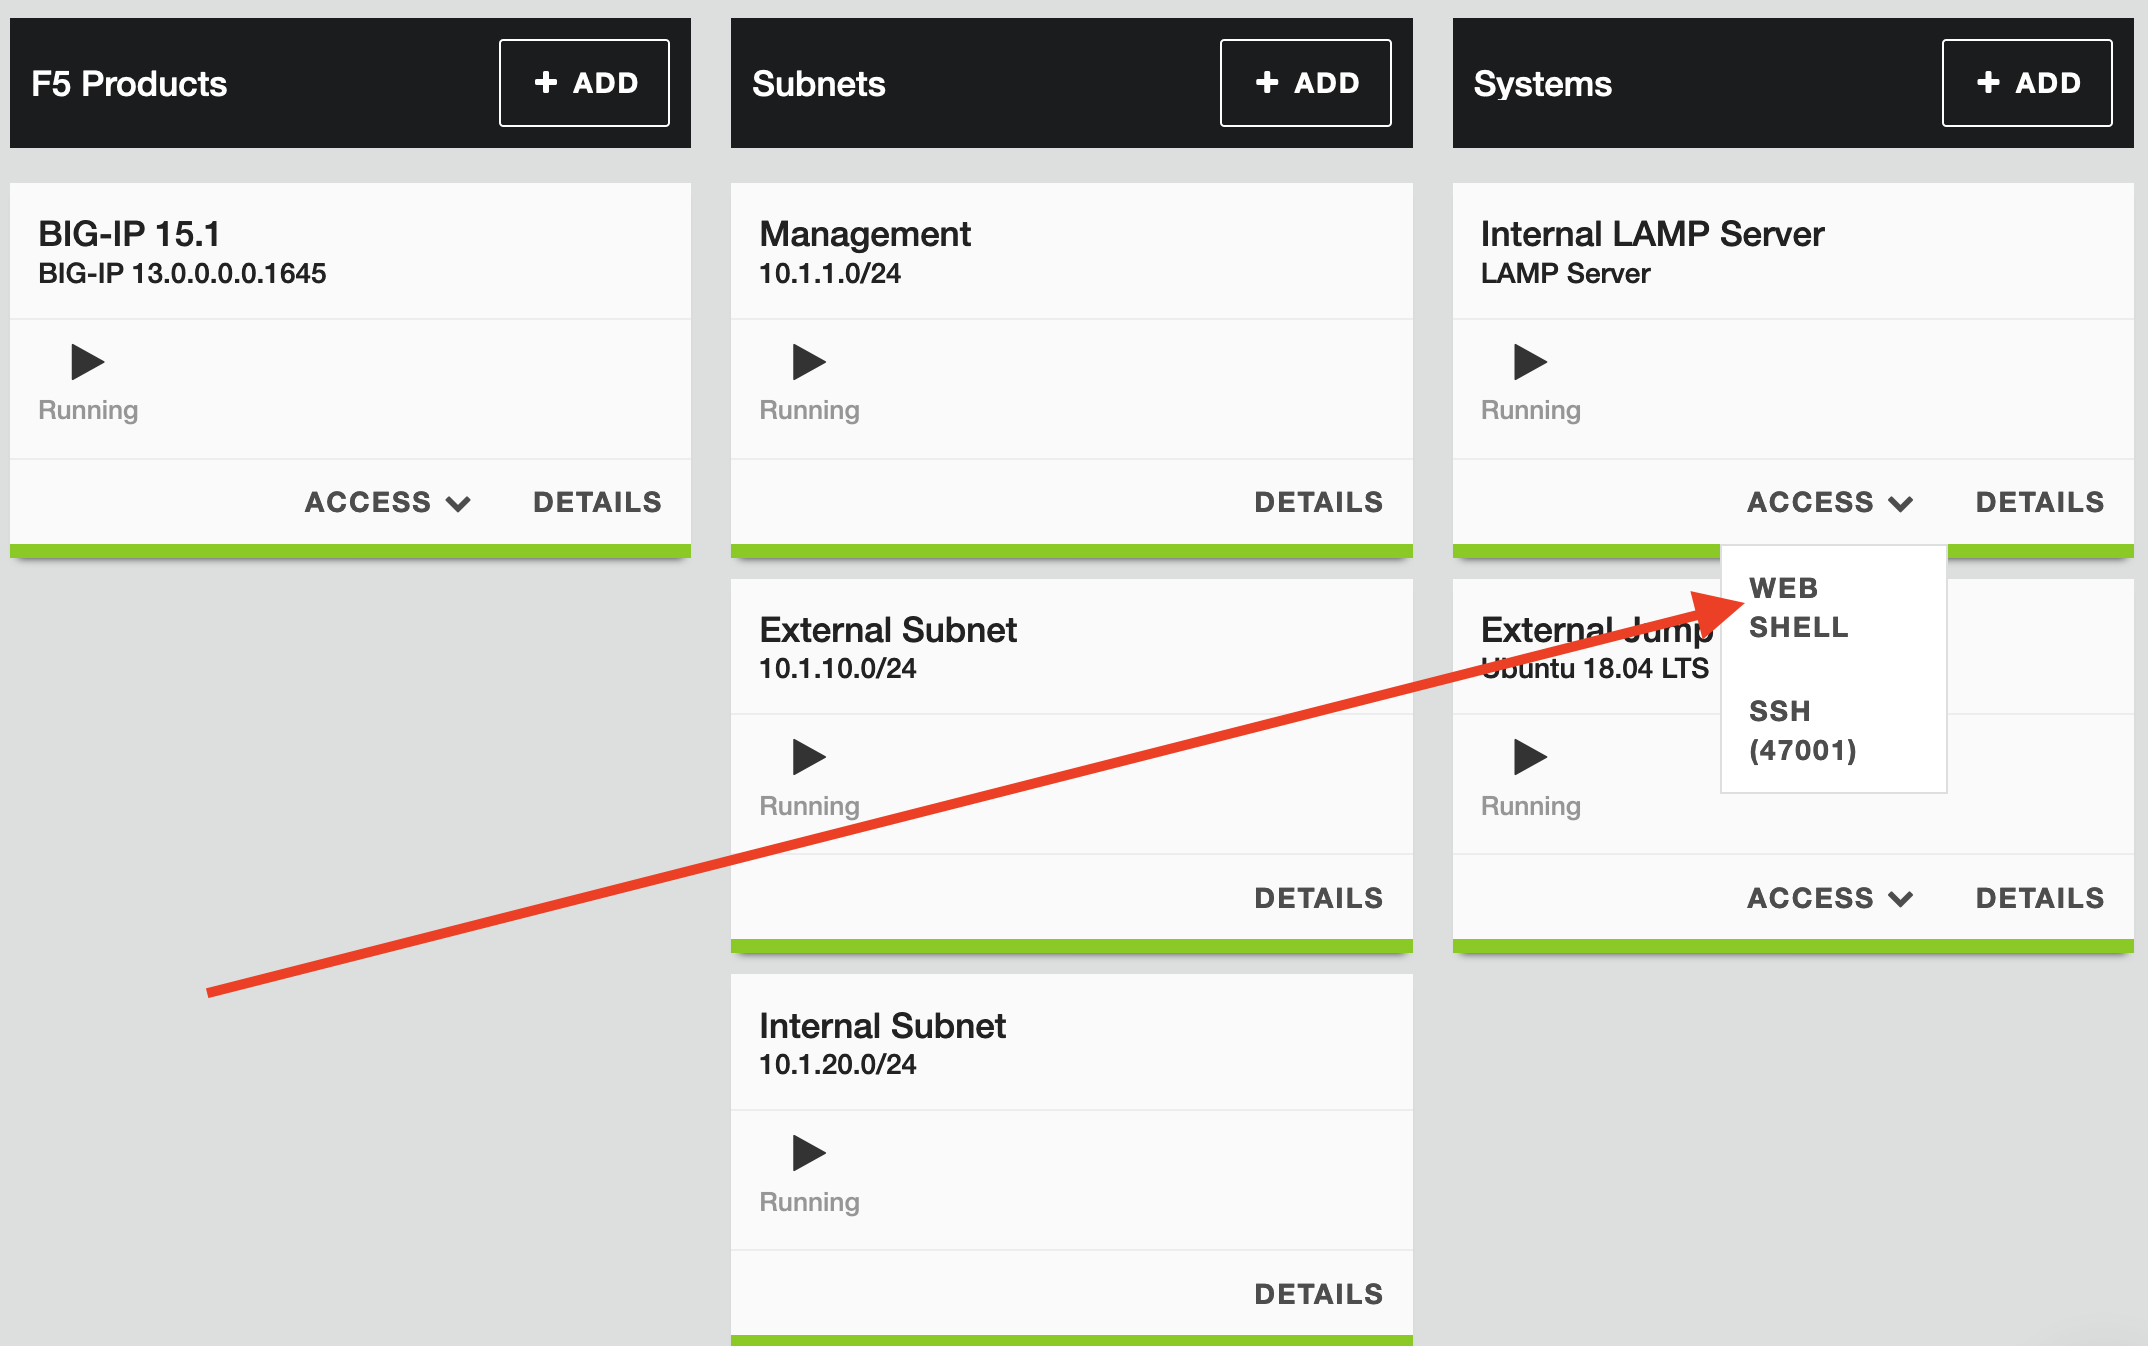 F5 Products
+ ADD
BIG-IP 15.1
BIG-IP 13.0.0.0.0.1645
Running
ACCESS
DETAILS
Subnets
+ ADD
Management
10.1.1.0/24
Running
DETAILS
External Subnet
10.1.10.0/24
Running
DETAILS
Internal Subnet
10.1.20.0/24
Running
DETAILS
Systems
+ ADD
Internal LAMP Server
LAMP Server
Running
ACCESS
DETAILS
WEB
SHELL
SSH
(47001)
External Jump
Ubuntu 18.04 LTS
Running
ACCESS
DETAILS